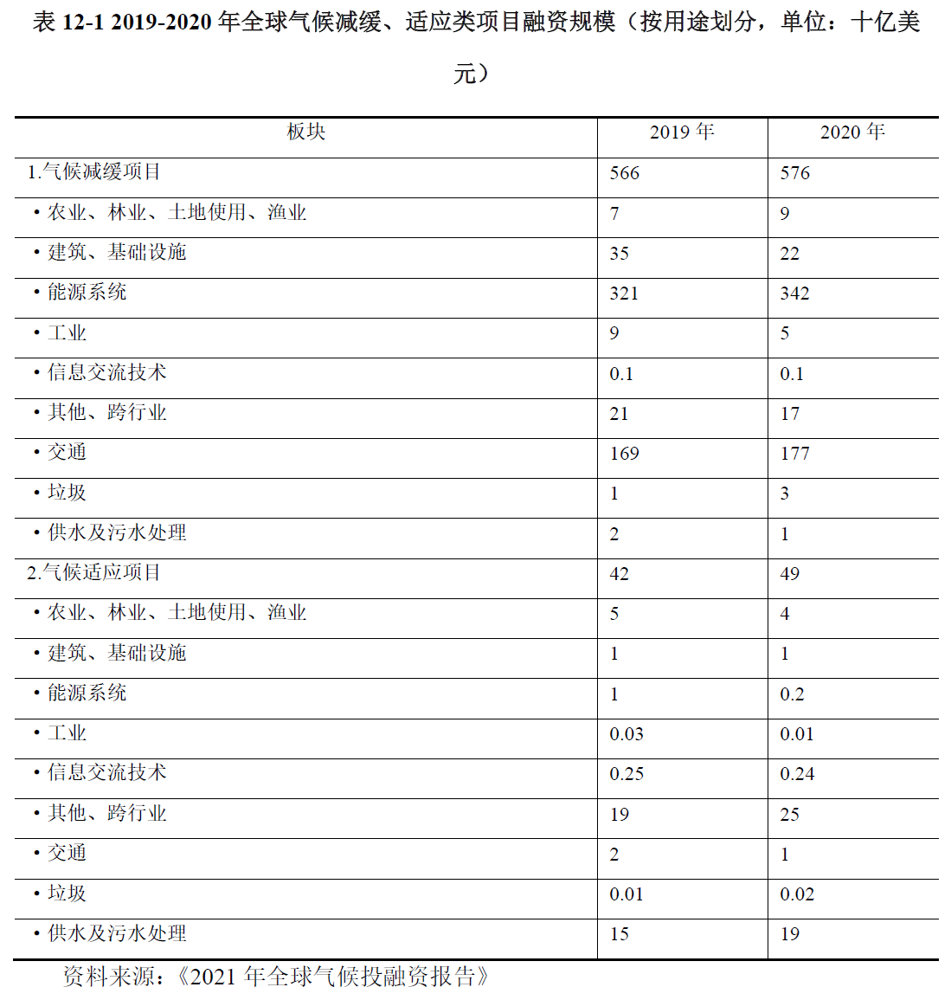 表 12-1 2019-2020 年全球气候减缓、适应类项目融资规模（按用途划分，单位：十亿美
元）
板块 2019 年 2020 年
1.气候减缓项目 566 576
·农业、林业、土地使用、渔业 7 9
·建筑、基础设施 35 22
·能源系统 321 342
·工业 9 5
·信息交流技术 0.1 0.1
·其他、跨行业 21 17
·交通 169 177
·垃圾 1 3
·供水及污水处理 2 1
2.气候适应项目 42 49
·农业、林业、土地使用、渔业 5 4
·建筑、基础设施 1 1
·能源系统 1 0.2
·工业 0.03 0.01
·信息交流技术 0.25 0.24
·其他、跨行业 19 25
·交通 2 1
·垃圾 0.01 0.02
·供水及污水处理 15 19
资料来源：《2021 年全球气候投融资报告》